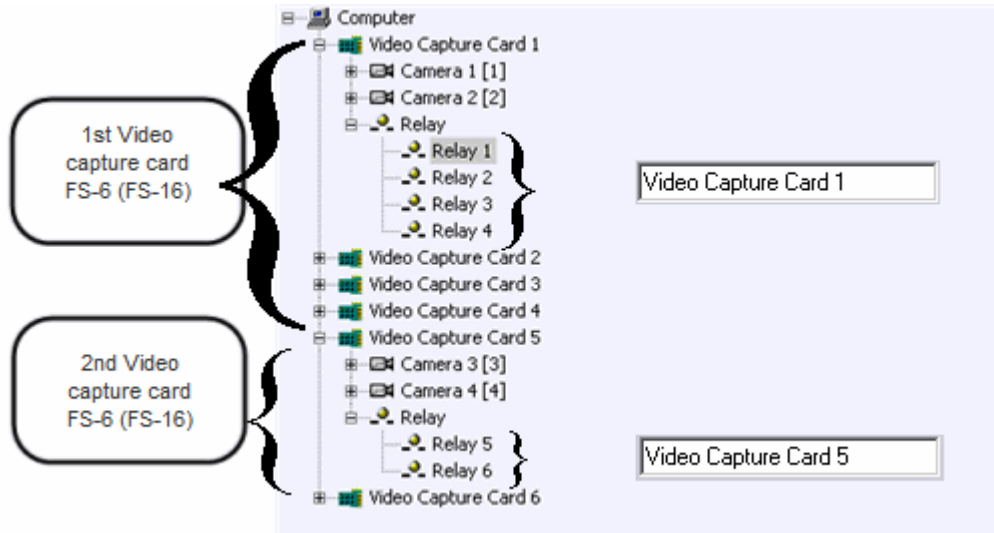 Computer
Video Capture Card 1
Camera 1 [1]
Camera 2 [2]
Relay
Relay 1
Relay 2
Relay 3
Relay 4
Video Capture Card 2
Video Capture Card 3
Video Capture Card 4
Video Capture Card 5
Camera 3 [3]
Camera 4 [4]
Relay
Relay 5
Relay 6
Video Capture Card 6
1st Video
capture card
FS-6 (FS-16)
2nd Video
capture card
FS-6 (FS-16)
Video Capture Card 1
Video Capture Card 5